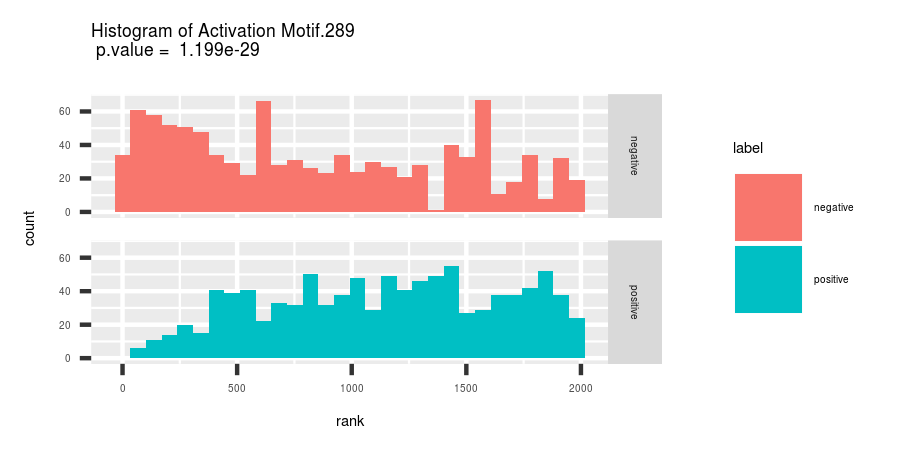 Histogram of Activation Motif.289
p.value = 1.199e-29
60
40
20
0
negative
60
40
20
0
positive
0 500 1000 1500 2000
rank
count
label
negative
positive